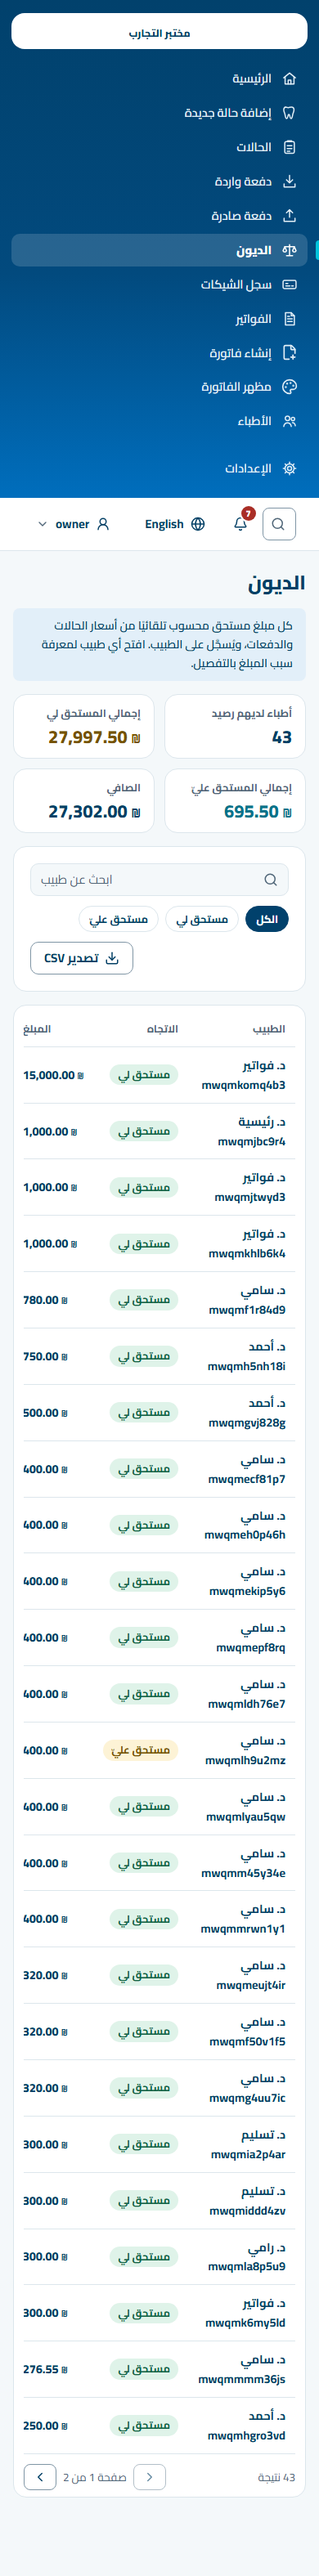 مختبر التجارب
الرئيسية
إضافة حالة جديدة
الحالات
دفعة واردة
دفعة صادرة
الديون
سجل الشيكات
الفواتير
إنشاء فاتورة
مظهر الفاتورة
الأطباء
الإعدادات
7
English
owner
الديون
كل مبلغ مستحق محسوب تلقائيًا من أسعار الحالات
والدفعات، ويُسجَّل على الطبيب. افتح أي طبيب لمعرفة
سبب المبلغ بالتفصيل.
أطباء لديهم رصيد
43
إجمالي المستحق لي
₪ 27,997.50
إجمالي المستحق عليّ
₪ 695.50
الصافي
₪ 27,302.00
ابحث عن طبيب
الكل
مستحق لي
مستحق عليّ
تصدير CSV
الطبيب الاتجاه المبلغ
د. فواتير
mwqmkomq4b3 مستحق لي ₪ 15,000.00
د. رئيسية
mwqmjbc9r4 مستحق لي ₪ 1,000.00
د. فواتير
mwqmjtwyd3 مستحق لي ₪ 1,000.00
د. فواتير
mwqmkhlb6k4 مستحق لي ₪ 1,000.00
د. سامي
mwqmf1r84d9 مستحق لي ₪ 780.00
د. أحمد
mwqmh5nh18i مستحق لي ₪ 750.00
د. أحمد
mwqmgvj828g مستحق لي ₪ 500.00
د. سامي
mwqmecf81p7 مستحق لي ₪ 400.00
د. سامي
mwqmeh0p46h مستحق لي ₪ 400.00
د. سامي
mwqmekip5y6 مستحق لي ₪ 400.00
د. سامي
mwqmepf8rq مستحق لي ₪ 400.00
د. سامي
mwqmldh76e7 مستحق لي ₪ 400.00
د. سامي
mwqmlh9u2mz مستحق عليّ ₪ 400.00
د. سامي
mwqmlyau5qw مستحق لي ₪ 400.00
د. سامي
mwqmm45y34e مستحق لي ₪ 400.00
د. سامي
mwqmmrwn1y1 مستحق لي ₪ 400.00
د. سامي
mwqmeujt4ir مستحق لي ₪ 320.00
د. سامي
mwqmf50v1f5 مستحق لي ₪ 320.00
د. سامي
mwqmg4uu7ic مستحق لي ₪ 320.00
د. تسليم
mwqmia2p4ar مستحق لي ₪ 300.00
د. تسليم
mwqmiddd4zv مستحق لي ₪ 300.00
د. رامي
mwqmla8p5u9 مستحق لي ₪ 300.00
د. فواتير
mwqmk6my5ld مستحق لي ₪ 300.00
د. سامي
mwqmmmm36js مستحق لي ₪ 276.55
د. أحمد
mwqmhgro3vd مستحق لي ₪ 250.00
43 نتيجة
صفحة 1 من 2